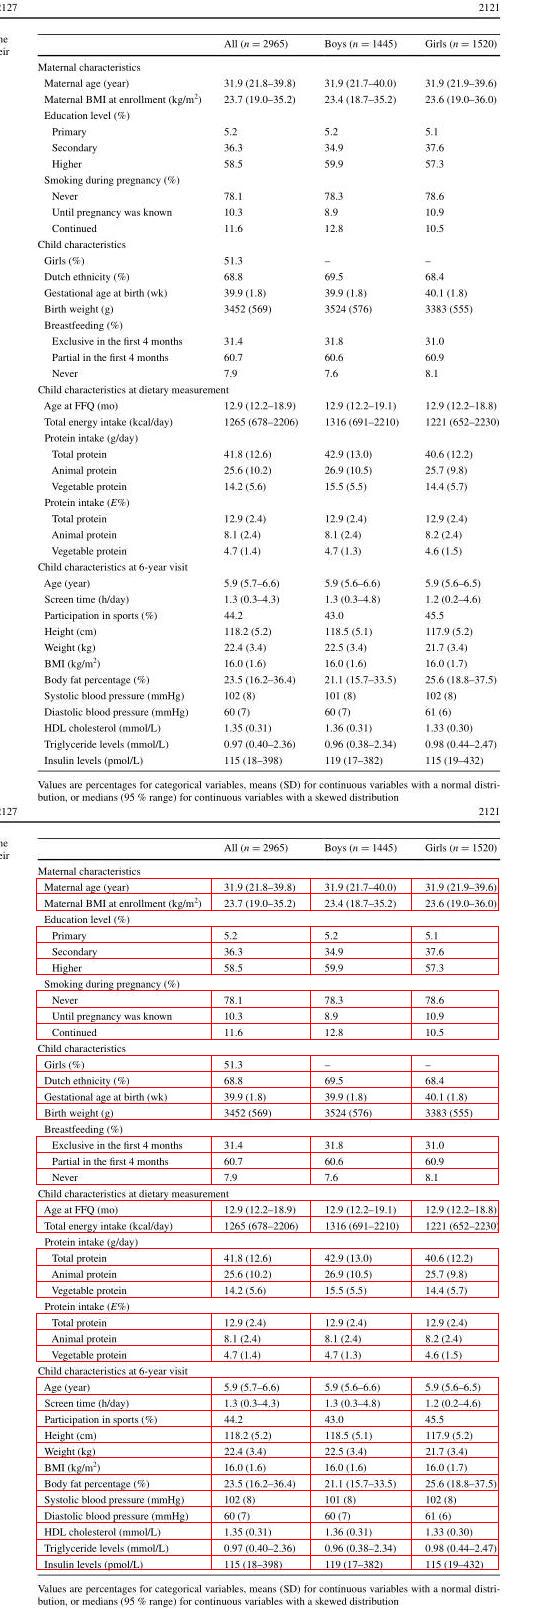 2127 2121
ne
eir
All (n = 2965) Boys (n = 1445) Girls (n = 1520)
Maternal characteristics
Maternal age (year) 31.9 (21.8–39.8) 31.9 (21.7–40.0) 31.9 (21.9–39.6)
Maternal BMI at enrollment (kg/m²) 23.7 (19.0–35.2) 23.4 (18.7–35.2) 23.6 (19.0–36.0)
Education level (%)
Primary 5.2 5.2 5.1
Secondary 36.3 34.9 37.6
Higher 58.5 59.9 57.3
Smoking during pregnancy (%)
Never 78.1 78.3 78.6
Until pregnancy was known 10.3 8.9 10.9
Continued 11.6 12.8 10.5
Child characteristics
Girls (%) 51.3 – –
Dutch ethnicity (%) 68.8 69.5 68.4
Gestational age at birth (wk) 39.9 (1.8) 39.9 (1.8) 40.1 (1.8)
Birth weight (g) 3452 (569) 3524 (576) 3383 (555)
Breastfeeding (%)
Exclusive in the first 4 months 31.4 31.8 31.0
Partial in the first 4 months 60.7 60.6 60.9
Never 7.9 7.6 8.1
Child characteristics at dietary measurement
Age at FFQ (mo) 12.9 (12.2–18.9) 12.9 (12.2–19.1) 12.9 (12.2–18.8)
Total energy intake (kcal/day) 1265 (678–2206) 1316 (691–2210) 1221 (652–2230)
Protein intake (g/day)
Total protein 41.8 (12.6) 42.9 (13.0) 40.6 (12.2)
Animal protein 25.6 (10.2) 26.9 (10.5) 25.7 (9.8)
Vegetable protein 14.2 (5.6) 15.5 (5.5) 14.4 (5.7)
Protein intake (E%)
Total protein 12.9 (2.4) 12.9 (2.4) 12.9 (2.4)
Animal protein 8.1 (2.4) 8.1 (2.4) 8.2 (2.4)
Vegetable protein 4.7 (1.4) 4.7 (1.3) 4.6 (1.5)
Child characteristics at 6-year visit
Age (year) 5.9 (5.7–6.6) 5.9 (5.6–6.6) 5.9 (5.6–6.5)
Screen time (h/day) 1.3 (0.3–4.3) 1.3 (0.3–4.8) 1.2 (0.2–4.6)
Participation in sports (%) 44.2 43.0 45.5
Height (cm) 118.2 (5.2) 118.5 (5.1) 117.9 (5.2)
Weight (kg) 22.4 (3.4) 22.5 (3.4) 21.7 (3.4)
BMI (kg/m²) 16.0 (1.6) 16.0 (1.6) 16.0 (1.7)
Body fat percentage (%) 23.5 (16.2–36.4) 21.1 (15.7–33.5) 25.6 (18.8–37.5)
Systolic blood pressure (mmHg) 102 (8) 101 (8) 102 (8)
Diastolic blood pressure (mmHg) 60 (7) 60 (7) 61 (6)
HDL cholesterol (mmol/L) 1.35 (0.31) 1.36 (0.31) 1.33 (0.30)
Triglyceride levels (mmol/L) 0.97 (0.40–2.36) 0.96 (0.38–2.34) 0.98 (0.44–2.47)
Insulin levels (pmol/L) 115 (18–398) 119 (17–382) 115 (19–432)
Values are percentages for categorical variables, means (SD) for continuous variables with a normal distri-
bution, or medians (95 % range) for continuous variables with a skewed distribution
2127 2121
ne
eir
All (n = 2965) Boys (n = 1445) Girls (n = 1520)
Maternal characteristics
Maternal age (year) 31.9 (21.8–39.8) 31.9 (21.7–40.0) 31.9 (21.9–39.6)
Maternal BMI at enrollment (kg/m²) 23.7 (19.0–35.2) 23.4 (18.7–35.2) 23.6 (19.0–36.0)
Education level (%)
Primary 5.2 5.2 5.1
Secondary 36.3 34.9 37.6
Higher 58.5 59.9 57.3
Smoking during pregnancy (%)
Never 78.1 78.3 78.6
Until pregnancy was known 10.3 8.9 10.9
Continued 11.6 12.8 10.5
Child characteristics
Girls (%) 51.3 – –
Dutch ethnicity (%) 68.8 69.5 68.4
Gestational age at birth (wk) 39.9 (1.8) 39.9 (1.8) 40.1 (1.8)
Birth weight (g) 3452 (569) 3524 (576) 3383 (555)
Breastfeeding (%)
Exclusive in the first 4 months 31.4 31.8 31.0
Partial in the first 4 months 60.7 60.6 60.9
Never 7.9 7.6 8.1
Child characteristics at dietary measurement
Age at FFQ (mo) 12.9 (12.2–18.9) 12.9 (12.2–19.1) 12.9 (12.2–18.8)
Total energy intake (kcal/day) 1265 (678–2206) 1316 (691–2210) 1221 (652–2230)
Protein intake (g/day)
Total protein 41.8 (12.6) 42.9 (13.0) 40.6 (12.2)
Animal protein 25.6 (10.2) 26.9 (10.5) 25.7 (9.8)
Vegetable protein 14.2 (5.6) 15.5 (5.5) 14.4 (5.7)
Protein intake (E%)
Total protein 12.9 (2.4) 12.9 (2.4) 12.9 (2.4)
Animal protein 8.1 (2.4) 8.1 (2.4) 8.2 (2.4)
Vegetable protein 4.7 (1.4) 4.7 (1.3) 4.6 (1.5)
Child characteristics at 6-year visit
Age (year) 5.9 (5.7–6.6) 5.9 (5.6–6.6) 5.9 (5.6–6.5)
Screen time (h/day) 1.3 (0.3–4.3) 1.3 (0.3–4.8) 1.2 (0.2–4.6)
Participation in sports (%) 44.2 43.0 45.5
Height (cm) 118.2 (5.2) 118.5 (5.1) 117.9 (5.2)
Weight (kg) 22.4 (3.4) 22.5 (3.4) 21.7 (3.4)
BMI (kg/m²) 16.0 (1.6) 16.0 (1.6) 16.0 (1.7)
Body fat percentage (%) 23.5 (16.2–36.4) 21.1 (15.7–33.5) 25.6 (18.8–37.5)
Systolic blood pressure (mmHg) 102 (8) 101 (8) 102 (8)
Diastolic blood pressure (mmHg) 60 (7) 60 (7) 61 (6)
HDL cholesterol (mmol/L) 1.35 (0.31) 1.36 (0.31) 1.33 (0.30)
Triglyceride levels (mmol/L) 0.97 (0.40–2.36) 0.96 (0.38–2.34) 0.98 (0.44–2.47)
Insulin levels (pmol/L) 115 (18–398) 119 (17–382) 115 (19–432)
Values are percentages for categorical variables, means (SD) for continuous variables with a normal distri-
bution, or medians (95 % range) for continuous variables with a skewed distribution